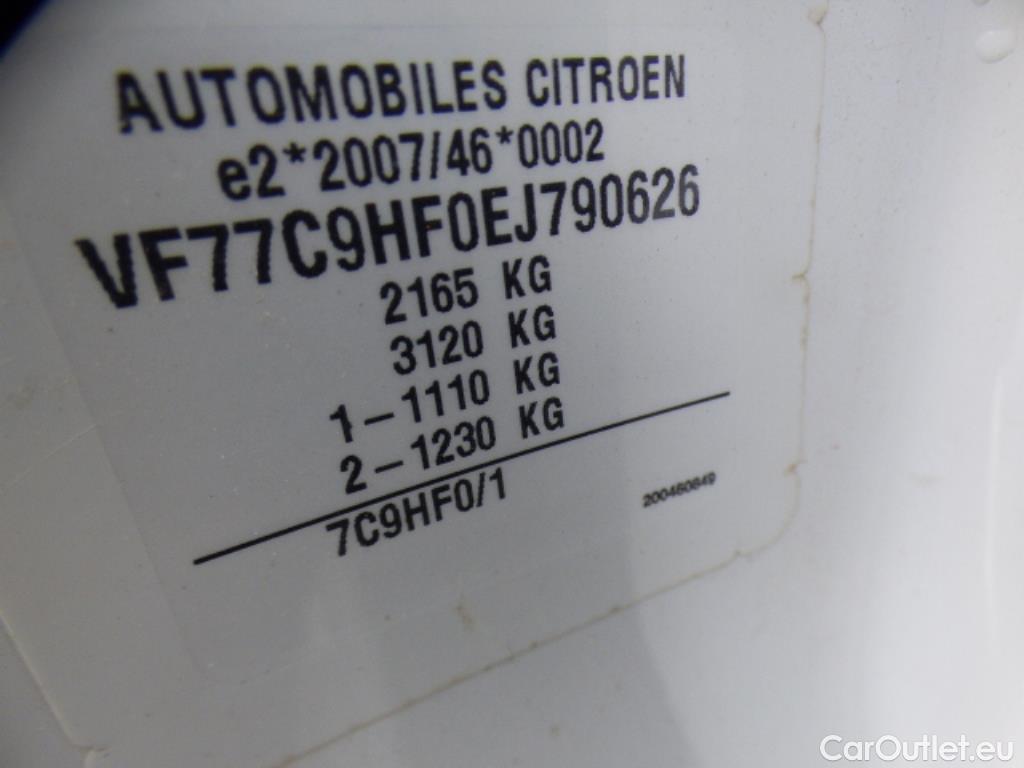 AUTOMOBILES CITROEN
e2*2007/46*0002
VF77C9HF0EJ790626
2165 KG
3120 KG
1-1110 KG
2-1230 KG
7C9HF0/1
200460649
CarOutlet.eu